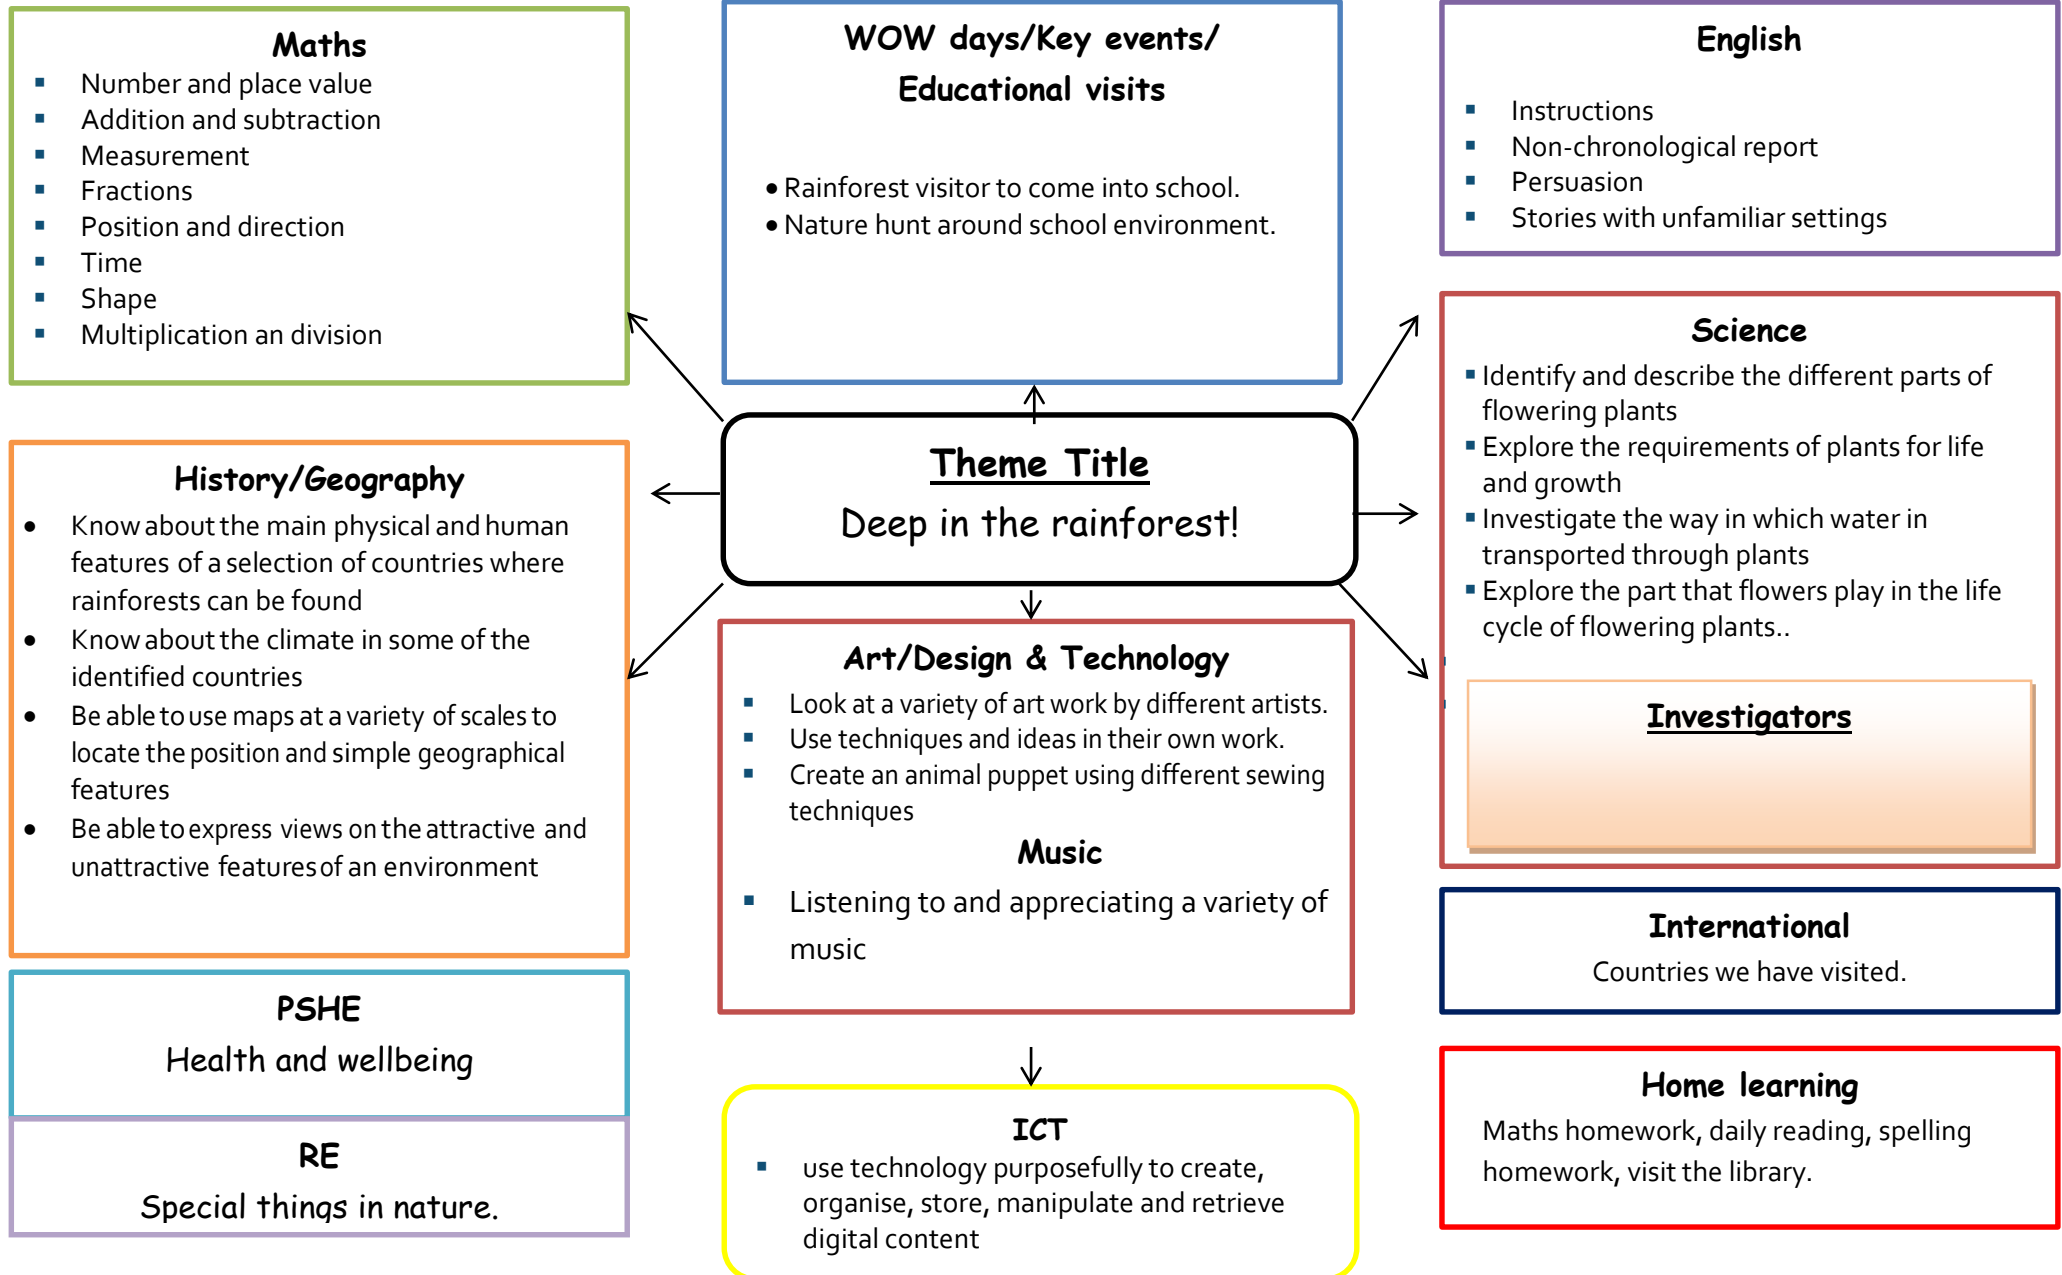 Maths
Number and place value
Addition and subtraction
Measurement
Fractions
Position and direction
Time
Shape
Multiplication an division
WOW days/Key events/
Educational visits
Rainforest visitor to come into school.
Nature hunt around school environment.
English
Instructions
Non-chronological report
Persuasion
Stories with unfamiliar settings
Theme Title
Deep in the rainforest!
History/Geography
Know about the main physical and human
features of a selection of countries where
rainforests can be found
Know about the climate in some of the
identified countries
Be able to use maps at a variety of scales to
locate the position and simple geographical
features
Be able to express views on the attractive and
unattractive features of an environment
Science
Identify and describe the different parts of
flowering plants
Explore the requirements of plants for life
and growth
Investigate the way in which water in
transported through plants
Explore the part that flowers play in the life
cycle of flowering plants..
Investigators
Art/Design & Technology
Look at a variety of art work by different artists.
Use techniques and ideas in their own work.
Create an animal puppet using different sewing
techniques
Music
Listening to and appreciating a variety of
music
International
Countries we have visited.
PSHE
Health and wellbeing
RE
Special things in nature.
ICT
use technology purposefully to create,
organise, store, manipulate and retrieve
digital content
Home learning
Maths homework, daily reading, spelling
homework, visit the library.